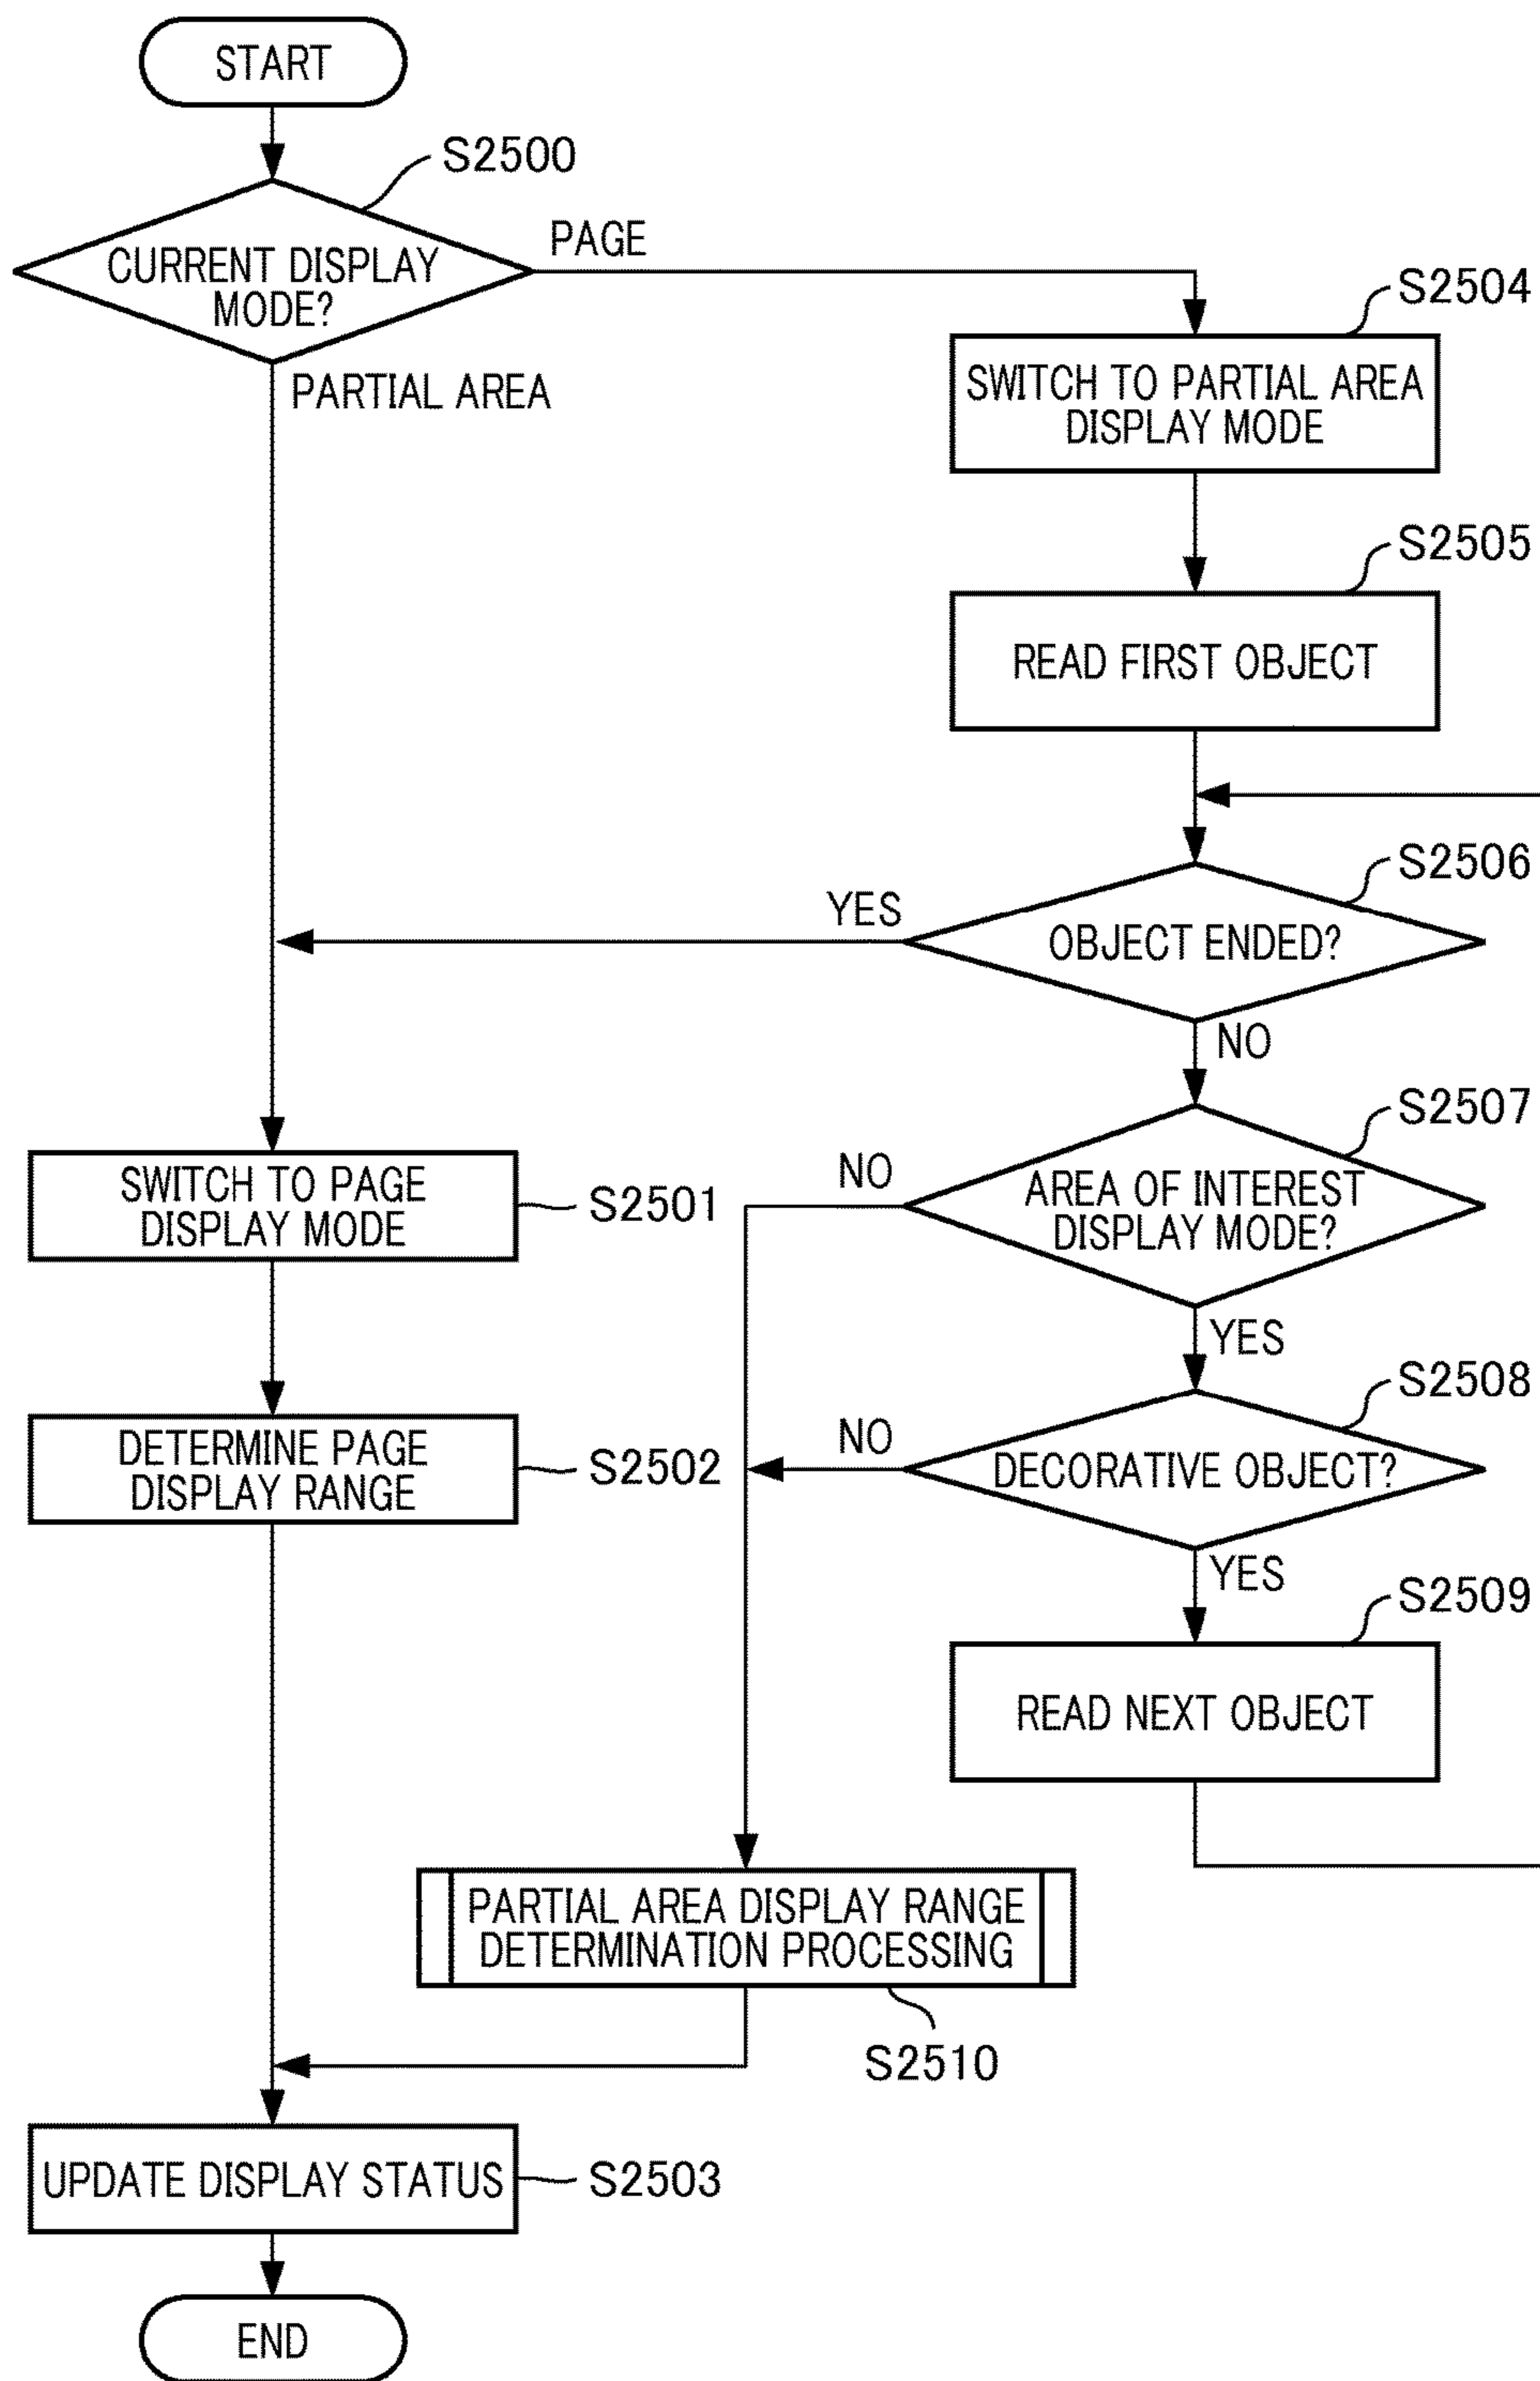 START
S2500
PAGE
CURRENT DISPLAY
MODE?
S2504
PARTIAL AREA
SWITCH TO PARTIAL AREA
DISPLAY MODE
S2505
READ FIRST OBJECT
S2506
YES
OBJECT ENDED?
NO
S2507
NO
AREA OF INTEREST
DISPLAY MODE?
SWITCH TO PAGE
DISPLAY MODE
S2501
YES
S2508
NO
DECORATIVE OBJECT?
DETERMINE PAGE
DISPLAY RANGE
S2502
YES
S2509
READ NEXT OBJECT
PARTIAL AREA DISPLAY RANGE
DETERMINATION PROCESSING
S2510
UPDATE DISPLAY STATUS
S2503
END